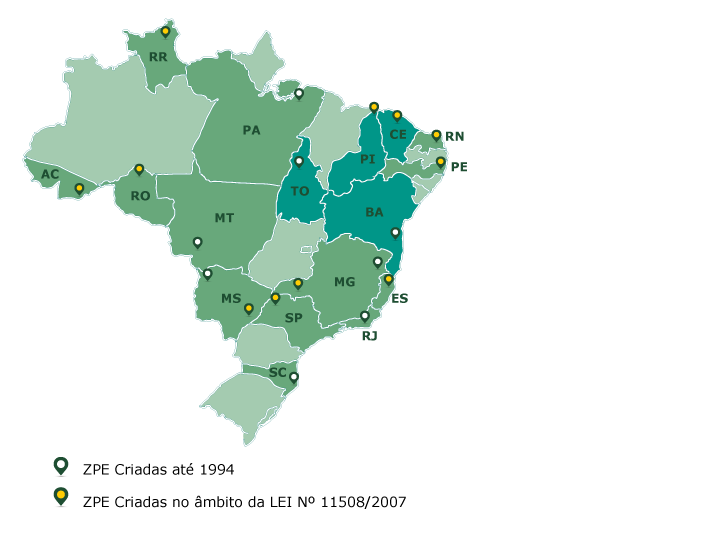 RR
PA
CE
RN
PI
PE
AC
TO
RO
BA
MT
MG
MS
ES
SP
RJ
SC
ZPE Criadas até 1994
ZPE Criadas no âmbito da LEI Nº 11508/2007